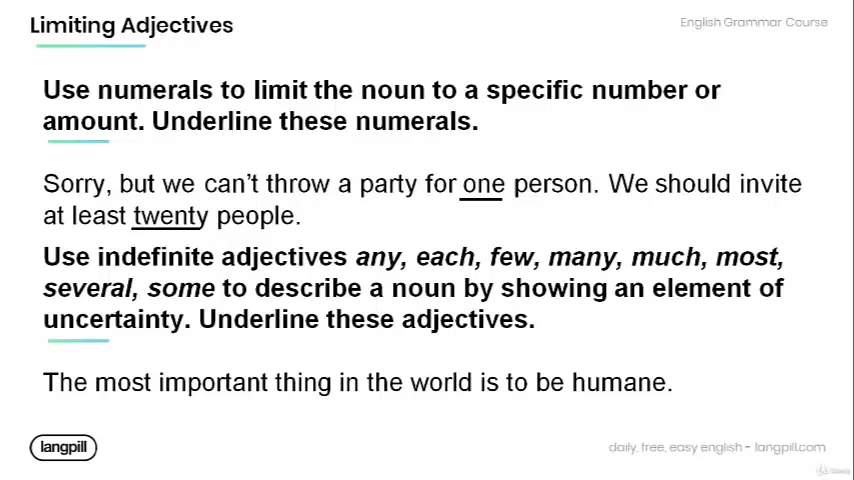 Limiting Adjectives
English Grammar Course
Use numerals to limit the noun to a specific number or
amount. Underline these numerals.
Sorry, but we can't throw a party for one person. We should invite
at least twenty people.
Use indefinite adjectives any, each, few, many, much, most,
several, some to describe a noun by showing an element of
uncertainty. Underline these adjectives.
The most important thing in the world is to be humane.
langpill
daily, free, easy english - langpill.com
Udemy